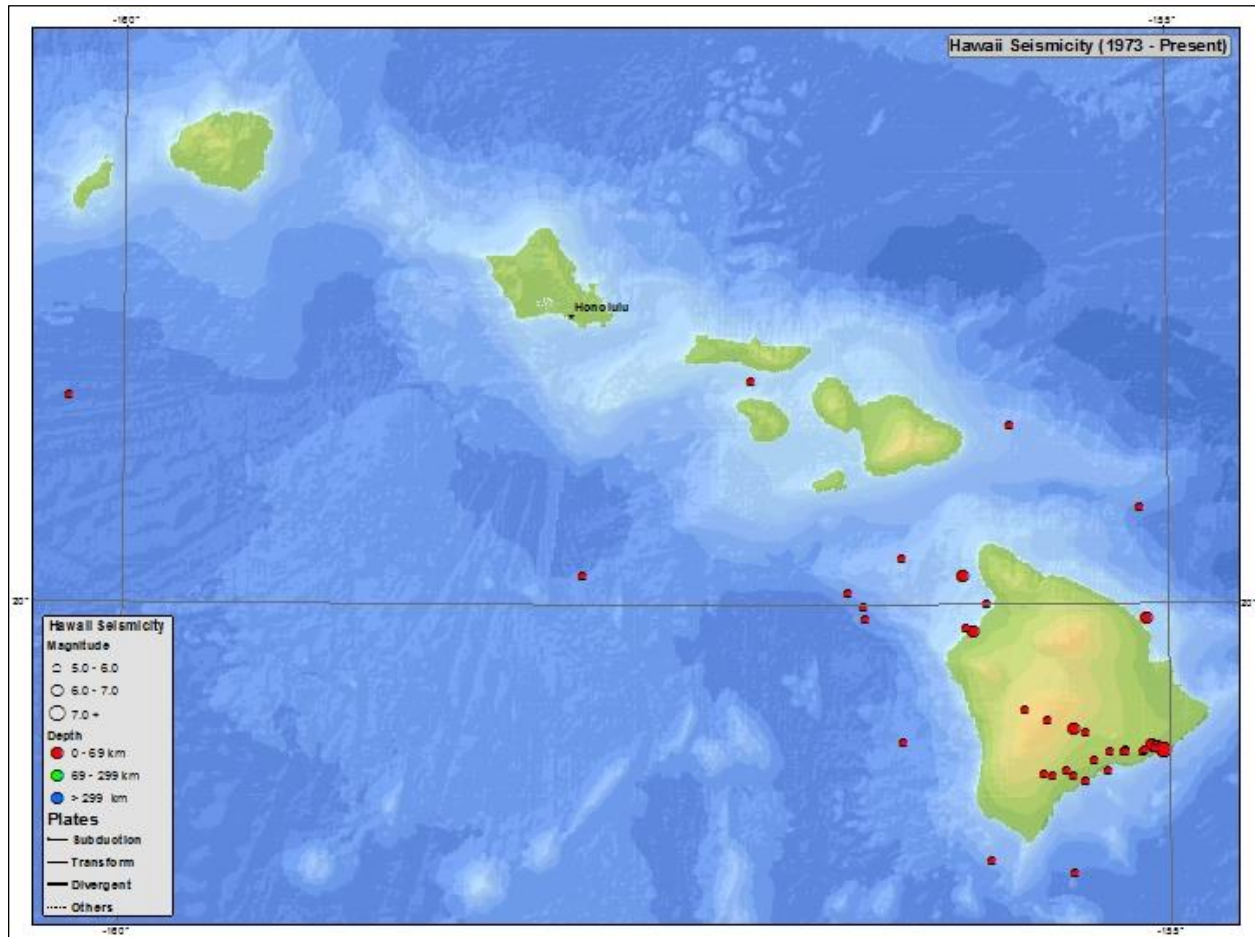 -160°
-155°
Hawaii Seismicity (1973 - Present)
Honolulu
20°
20°
Hawaii Seismicity
Magnitude
5.0 - 6.0
6.0 - 7.0
7.0 +
Depth
0 - 69 km
69 - 299 km
> 299 km
Plates
Subduction
Transform
Divergent
Others
-160°
-155°